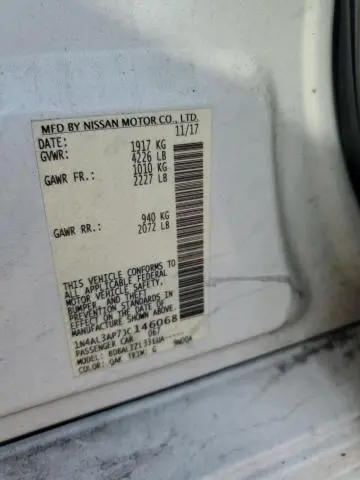 MFD BY NISSAN MOTOR CO., LTD.
DATE: 11/17
GVWR: 1917 KG
4226 LB
GAWR FR.: 1010 KG
2227 LB
GAWR RR.: 940 KG
2072 LB
THIS VEHICLE CONFORMS TO
ALL APPLICABLE FEDERAL
MOTOR VEHICLE SAFETY,
BUMPER, AND THEFT
PREVENTION STANDARDS IN
EFFECT ON THE DATE OF
MANUFACTURE SHOWN ABOVE.
1N4AL3AP7JC146068
PASSENGER CAR 067
MODEL:
COLOR: QAK TRIM: G